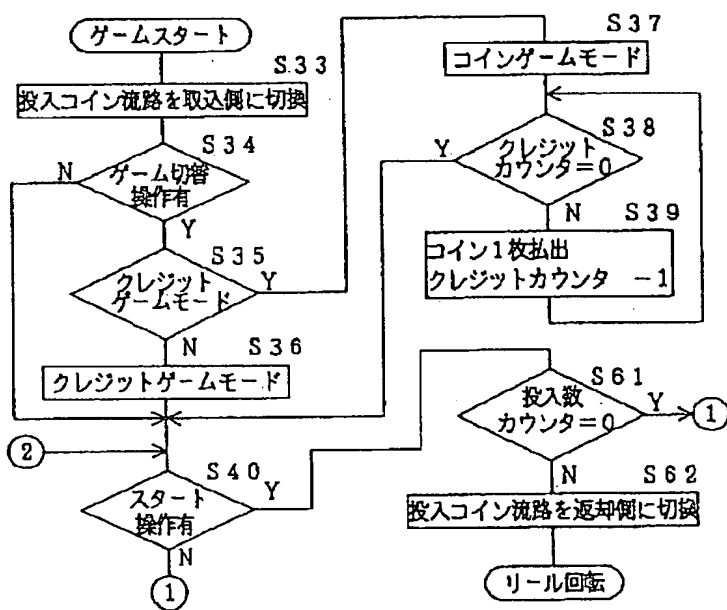 ゲームスタート
S33
投入コイン流路を取込側に切換
S34
ゲーム切替
操作有
N
Y
S35
クレジット
ゲームモード
Y
N
S36
クレジットゲームモード
②
S40
スタート
操作有
Y
N
①
S37
コインゲームモード
S38
クレジット
カウンタ=0
Y
N
S39
コイン1枚払出
クレジットカウンタ -1
S61
投入数
カウンタ=0
Y
①
N
S62
投入コイン流路を返却側に切換
リール回転